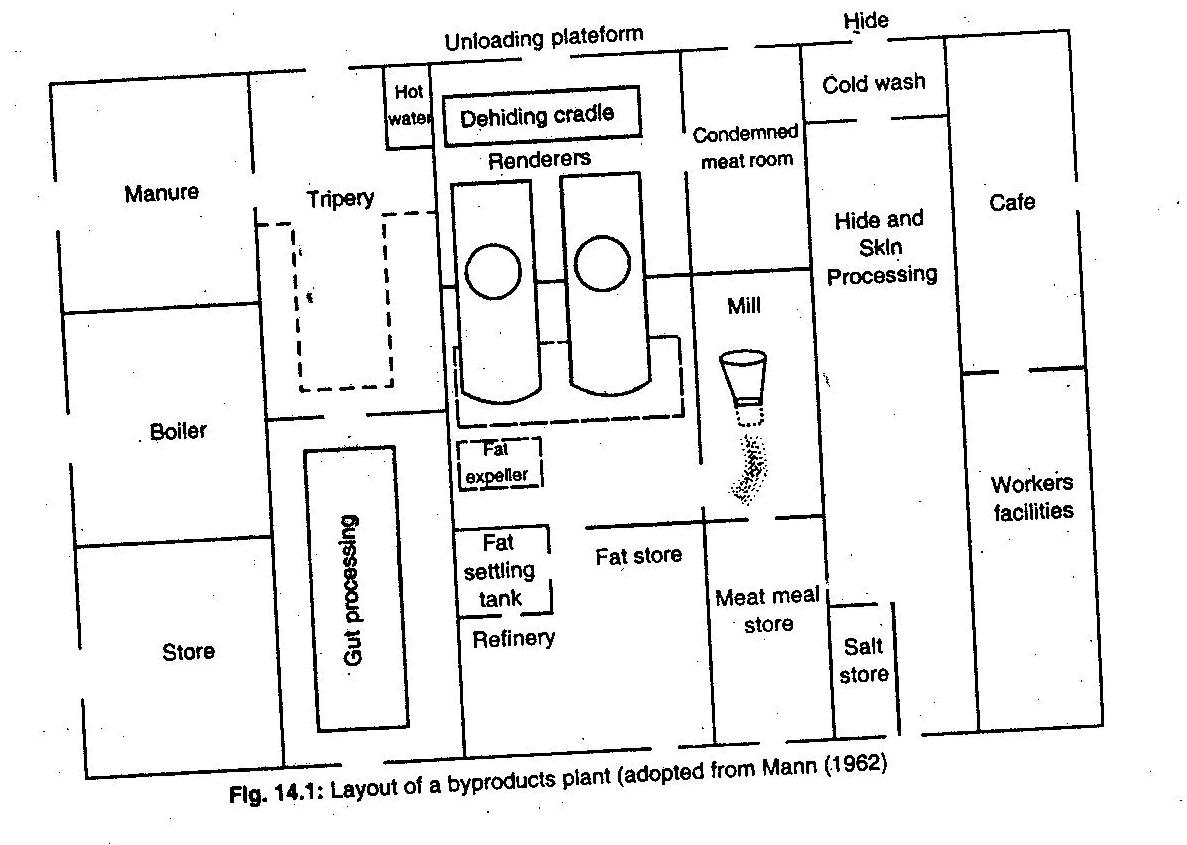 Hide
Unloading plateform
Cold wash
Hot
water
Dehiding cradle
Condemned
meat room
Renderers
Manure
Tripery
Cafe
Hide and
Skin
Processing
Mill
Boiler
Fat
expeller
Workers
facilities
Gut processing
Fat
settling
tank
Fat store
Meat meal
store
Refinery
Store
Salt
store
Fig. 14.1: Layout of a byproducts plant (adopted from Mann (1962)